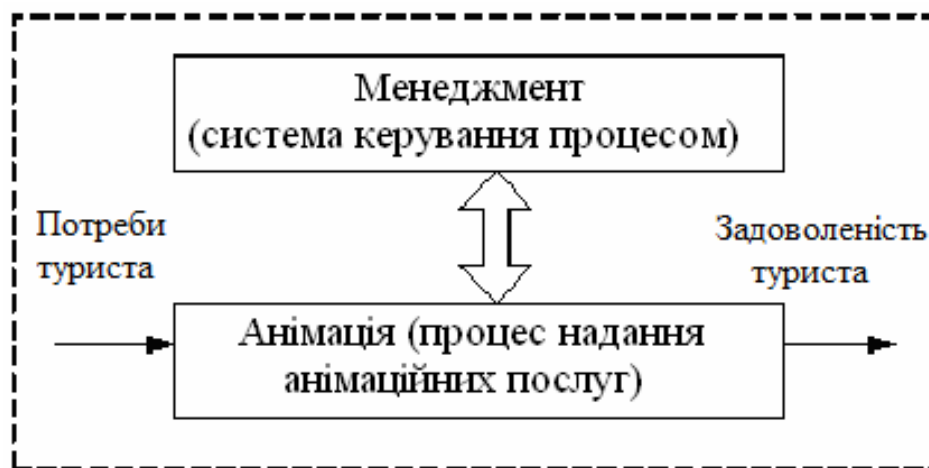 Менеджмент
(система керування процесом)
Потреби
туриста
Задоволеність
туриста
Анімація (процес надання
анімаційних послуг)